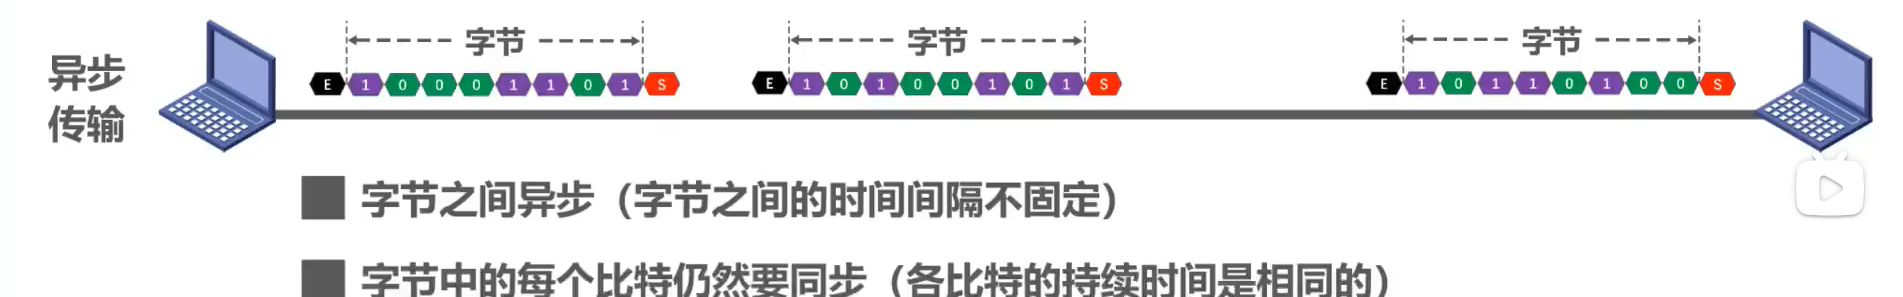 异步
传输
字节 字节 字节
E 1 0 0 0 1 1 0 1 S E 1 0 1 0 0 1 0 1 S E 1 0 1 1 0 1 0 0 S
字节之间异步（字节之间的时间间隔不固定）
字节中的每个比特仍然要同步（各比特的持续时间是相同的）